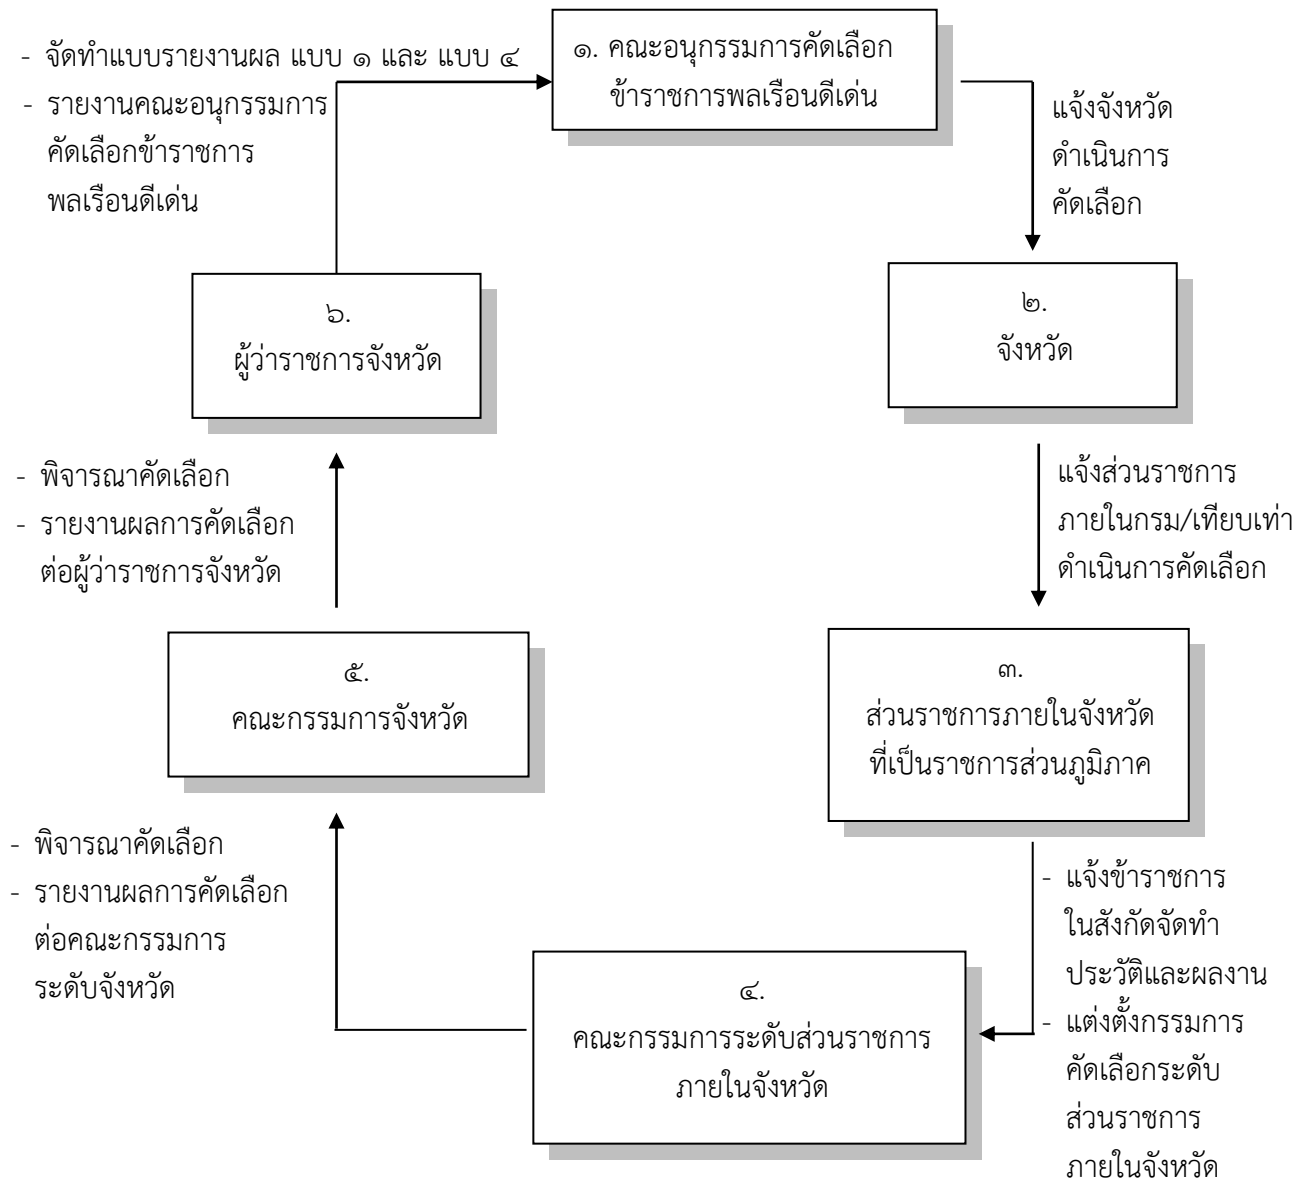 - จัดทำแบบรายงานผล แบบ ๑ และ แบบ ๔
- รายงานคณะอนุกรรมการ
คัดเลือกข้าราชการ
พลเรือนดีเด่น
๑. คณะอนุกรรมการคัดเลือก
ข้าราชการพลเรือนดีเด่น
แจ้งจังหวัด
ดำเนินการ
คัดเลือก
๒.
จังหวัด
แจ้งส่วนราชการ
ภายในกรม/เทียบเท่า
ดำเนินการคัดเลือก
๓.
ส่วนราชการภายในจังหวัด
ที่เป็นราชการส่วนภูมิภาค
- แจ้งข้าราชการ
ในสังกัดจัดทำ
ประวัติและผลงาน
- แต่งตั้งกรรมการ
คัดเลือกระดับ
ส่วนราชการ
ภายในจังหวัด
๔.
คณะกรรมการระดับส่วนราชการ
ภายในจังหวัด
- พิจารณาคัดเลือก
- รายงานผลการคัดเลือก
ต่อคณะกรรมการ
ระดับจังหวัด
๕.
คณะกรรมการจังหวัด
- พิจารณาคัดเลือก
- รายงานผลการคัดเลือก
ต่อผู้ว่าราชการจังหวัด
๖.
ผู้ว่าราชการจังหวัด